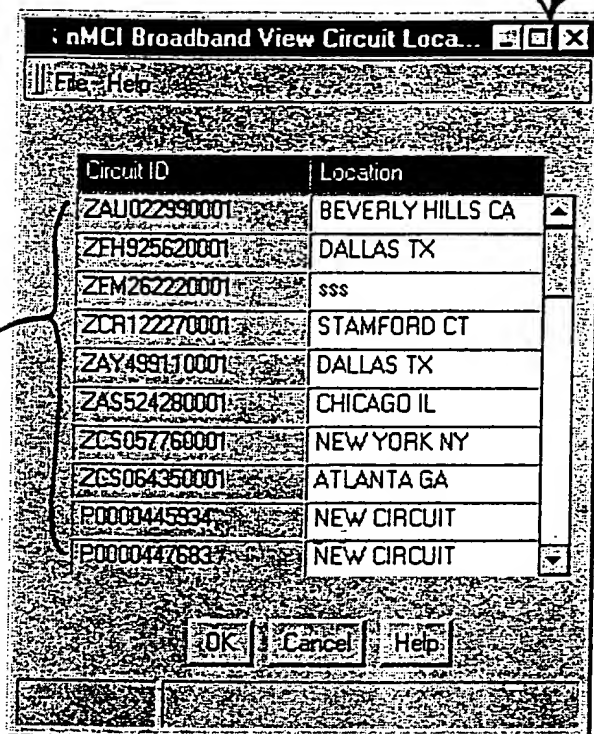 nMCI Broadband View Circuit Loca...
File Help
Circuit ID Location
ZAU022990001 BEVERLY HILLS CA
ZFH925620001 DALLAS TX
ZFM262220001 sss
ZCR122270001 STAMFORD CT
ZAY499110001 DALLAS TX
ZAS524280001 CHICAGO IL
ZCS057760001 NEW YORK NY
ZCS064350001 ATLANTA GA
P0000445934 NEW CIRCUIT
P0000447683 NEW CIRCUIT
OK Cancel Help